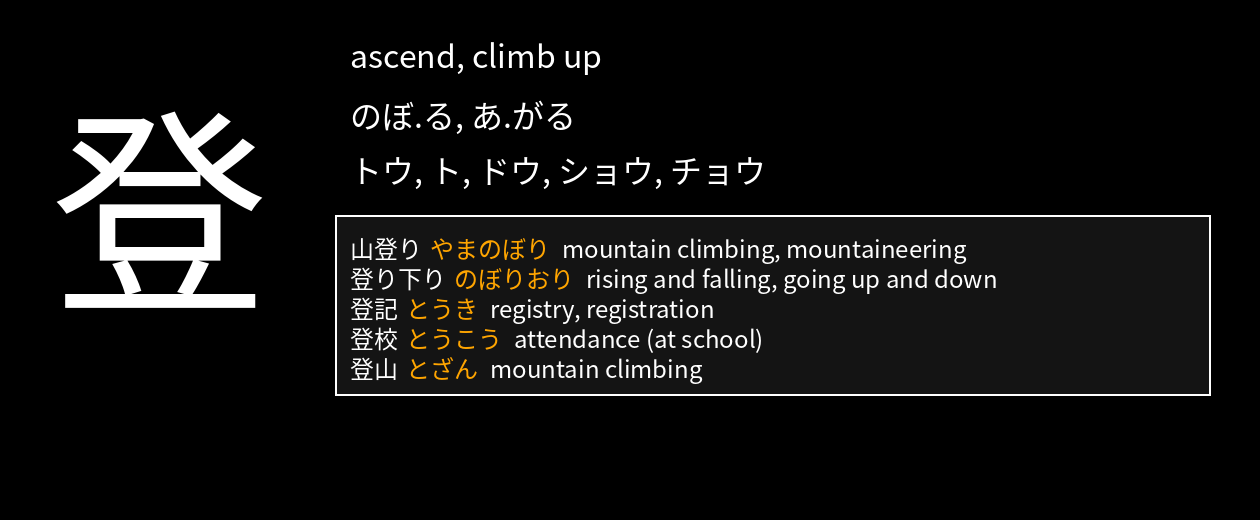 登
ascend, climb up
のぼ.る, あ.がる
トウ, ト, ドウ, ショウ, チョウ
山登り やまのぼり mountain climbing, mountaineering
登り下り のぼりおり rising and falling, going up and down
登記 とうき registry, registration
登校 とうこう attendance (at school)
登山 とざん mountain climbing